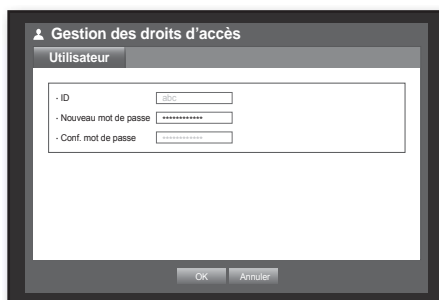 Gestion des droits d'accès
Utilisateur
- ID abc
- Nouveau mot de passe ************
- Conf. mot de passe ************
OK Annuler